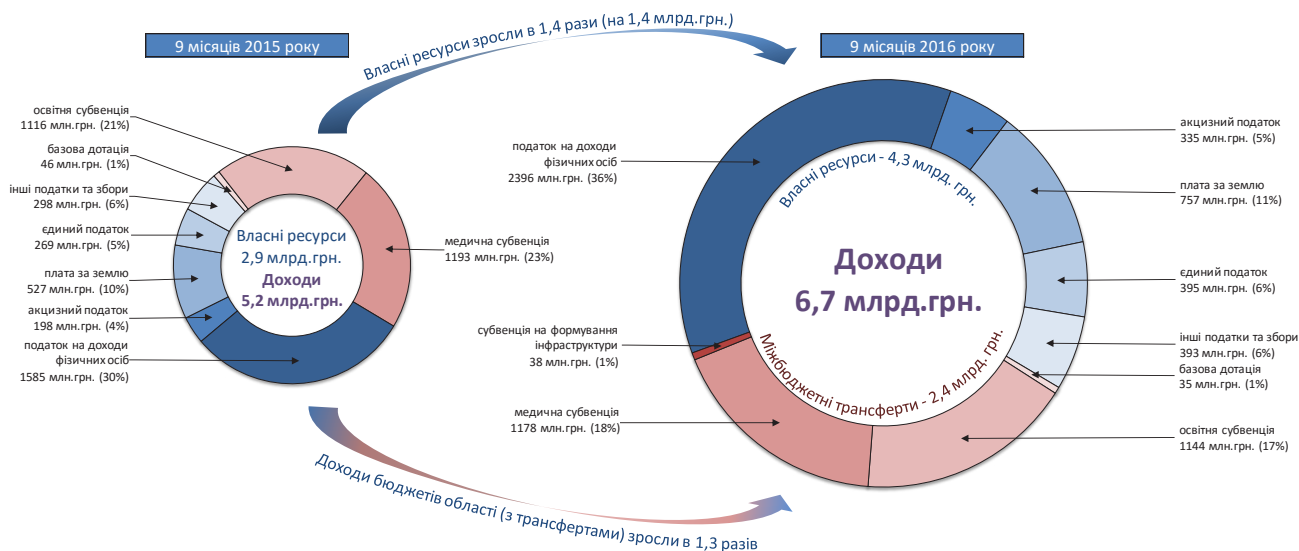 Власні ресурси зросли в 1,4 рази (на 1,4 млрд.грн.)
9 місяців 2015 року
9 місяців 2016 року
освітня субвенція
1116 млн.грн. (21%)
базова дотація
46 млн.грн. (1%)
інші податки та збори
298 млн.грн. (6%)
єдиний податок
269 млн.грн. (5%)
плата за землю
527 млн.грн. (10%)
акцизний податок
198 млн.грн. (4%)
податок на доходи
фізичних осіб
1585 млн.грн. (30%)
Власні ресурси
2,9 млрд.грн.
Доходи
5,2 млрд.грн.
медична субвенція
1193 млн.грн. (23%)
податок на доходи
фізичних осіб
2396 млн.грн. (36%)
субвенція на формування
інфраструктури
38 млн.грн. (1%)
медична субвенція
1178 млн.грн. (18%)
Власні ресурси - 4,3 млрд. грн.
Доходи
6,7 млрд.грн.
Міжбюджетні трансферти - 2,4 млрд. грн.
акцизний податок
335 млн.грн. (5%)
плата за землю
757 млн.грн. (11%)
єдиний податок
395 млн.грн. (6%)
інші податки та збори
393 млн.грн. (6%)
базова дотація
35 млн.грн. (1%)
освітня субвенція
1144 млн.грн. (17%)
Доходи бюджетів області (з трансфертами) зросли в 1,3 разів